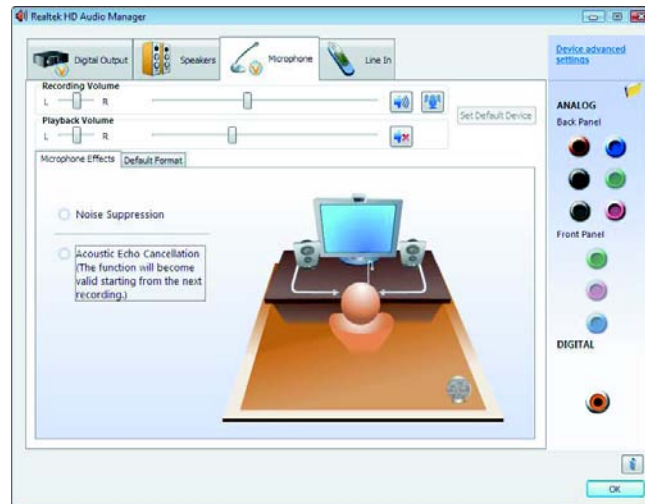 Realtek HD Audio Manager
Digital Output
Speakers
Microphone
Line In
Device advanced
settings
Recording Volume
L
R
Set Default Device
Playback Volume
L
R
Microphone Effects
Default Format
Noise Suppression
Acoustic Echo Cancellation
(The function will become
valid starting from the next
recording.)
ANALOG
Back Panel
Front Panel
DIGITAL
i
OK